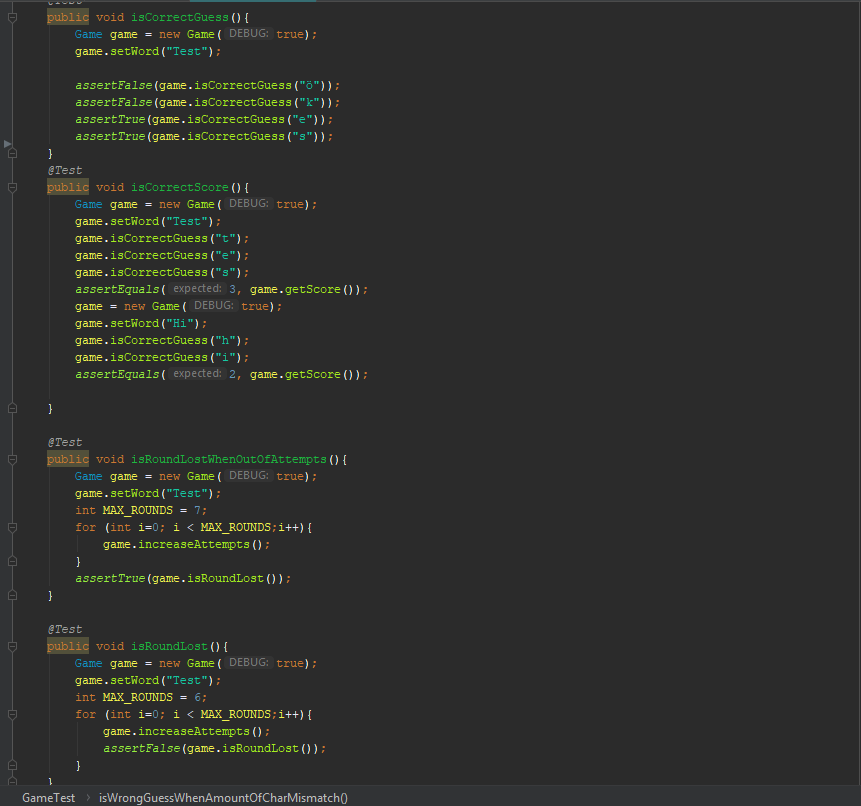 @Test
public void isCorrectGuess(){
Game game = new Game( DEBUG: true);
game.setWord("Test");
assertFalse(game.isCorrectGuess("ö"));
assertFalse(game.isCorrectGuess("k"));
assertTrue(game.isCorrectGuess("e"));
assertTrue(game.isCorrectGuess("s"));
}
@Test
public void isCorrectScore(){
Game game = new Game( DEBUG: true);
game.setWord("Test");
game.isCorrectGuess("t");
game.isCorrectGuess("e");
game.isCorrectGuess("s");
assertEquals( expected: 3, game.getScore());
game = new Game( DEBUG: true);
game.setWord("Hi");
game.isCorrectGuess("h");
game.isCorrectGuess("i");
assertEquals( expected: 2, game.getScore());
}
@Test
public void isRoundLostWhenOutOfAttempts(){
Game game = new Game( DEBUG: true);
game.setWord("Test");
int MAX_ROUNDS = 7;
for (int i=0; i < MAX_ROUNDS;i++){
game.increaseAttempts();
}
assertTrue(game.isRoundLost());
}
@Test
public void isRoundLost(){
Game game = new Game( DEBUG: true);
game.setWord("Test");
int MAX_ROUNDS = 6;
for (int i=0; i < MAX_ROUNDS;i++){
game.increaseAttempts();
assertFalse(game.isRoundLost());
}
}
GameTest > isWrongGuessWhenAmountOfCharMismatch()